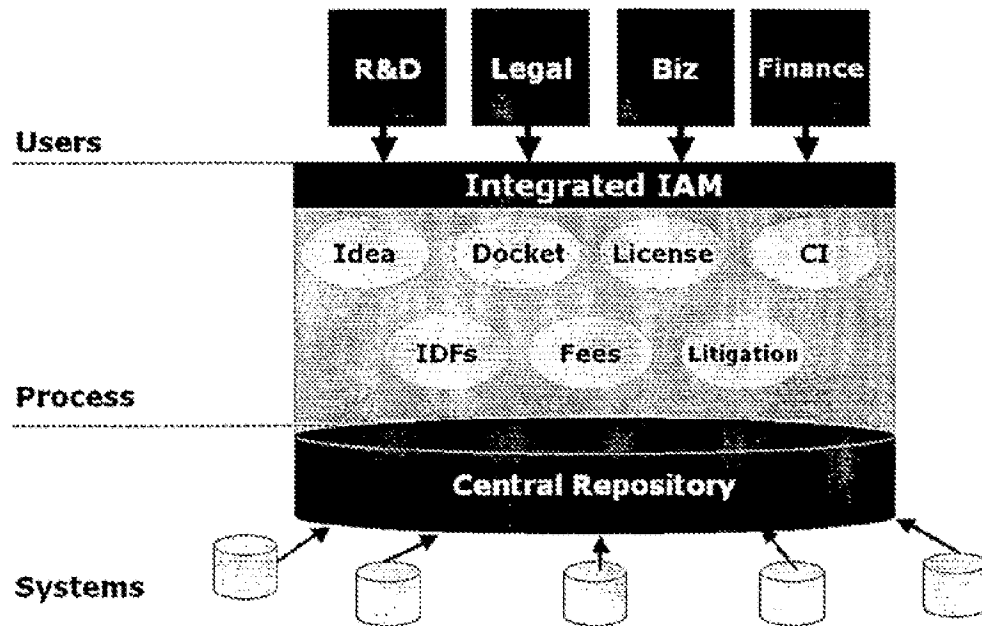 R&D Legal Biz Finance
Users
Integrated IAM
Idea Docket License CI
IDFs Fees Litigation
Process
Central Repository
Systems